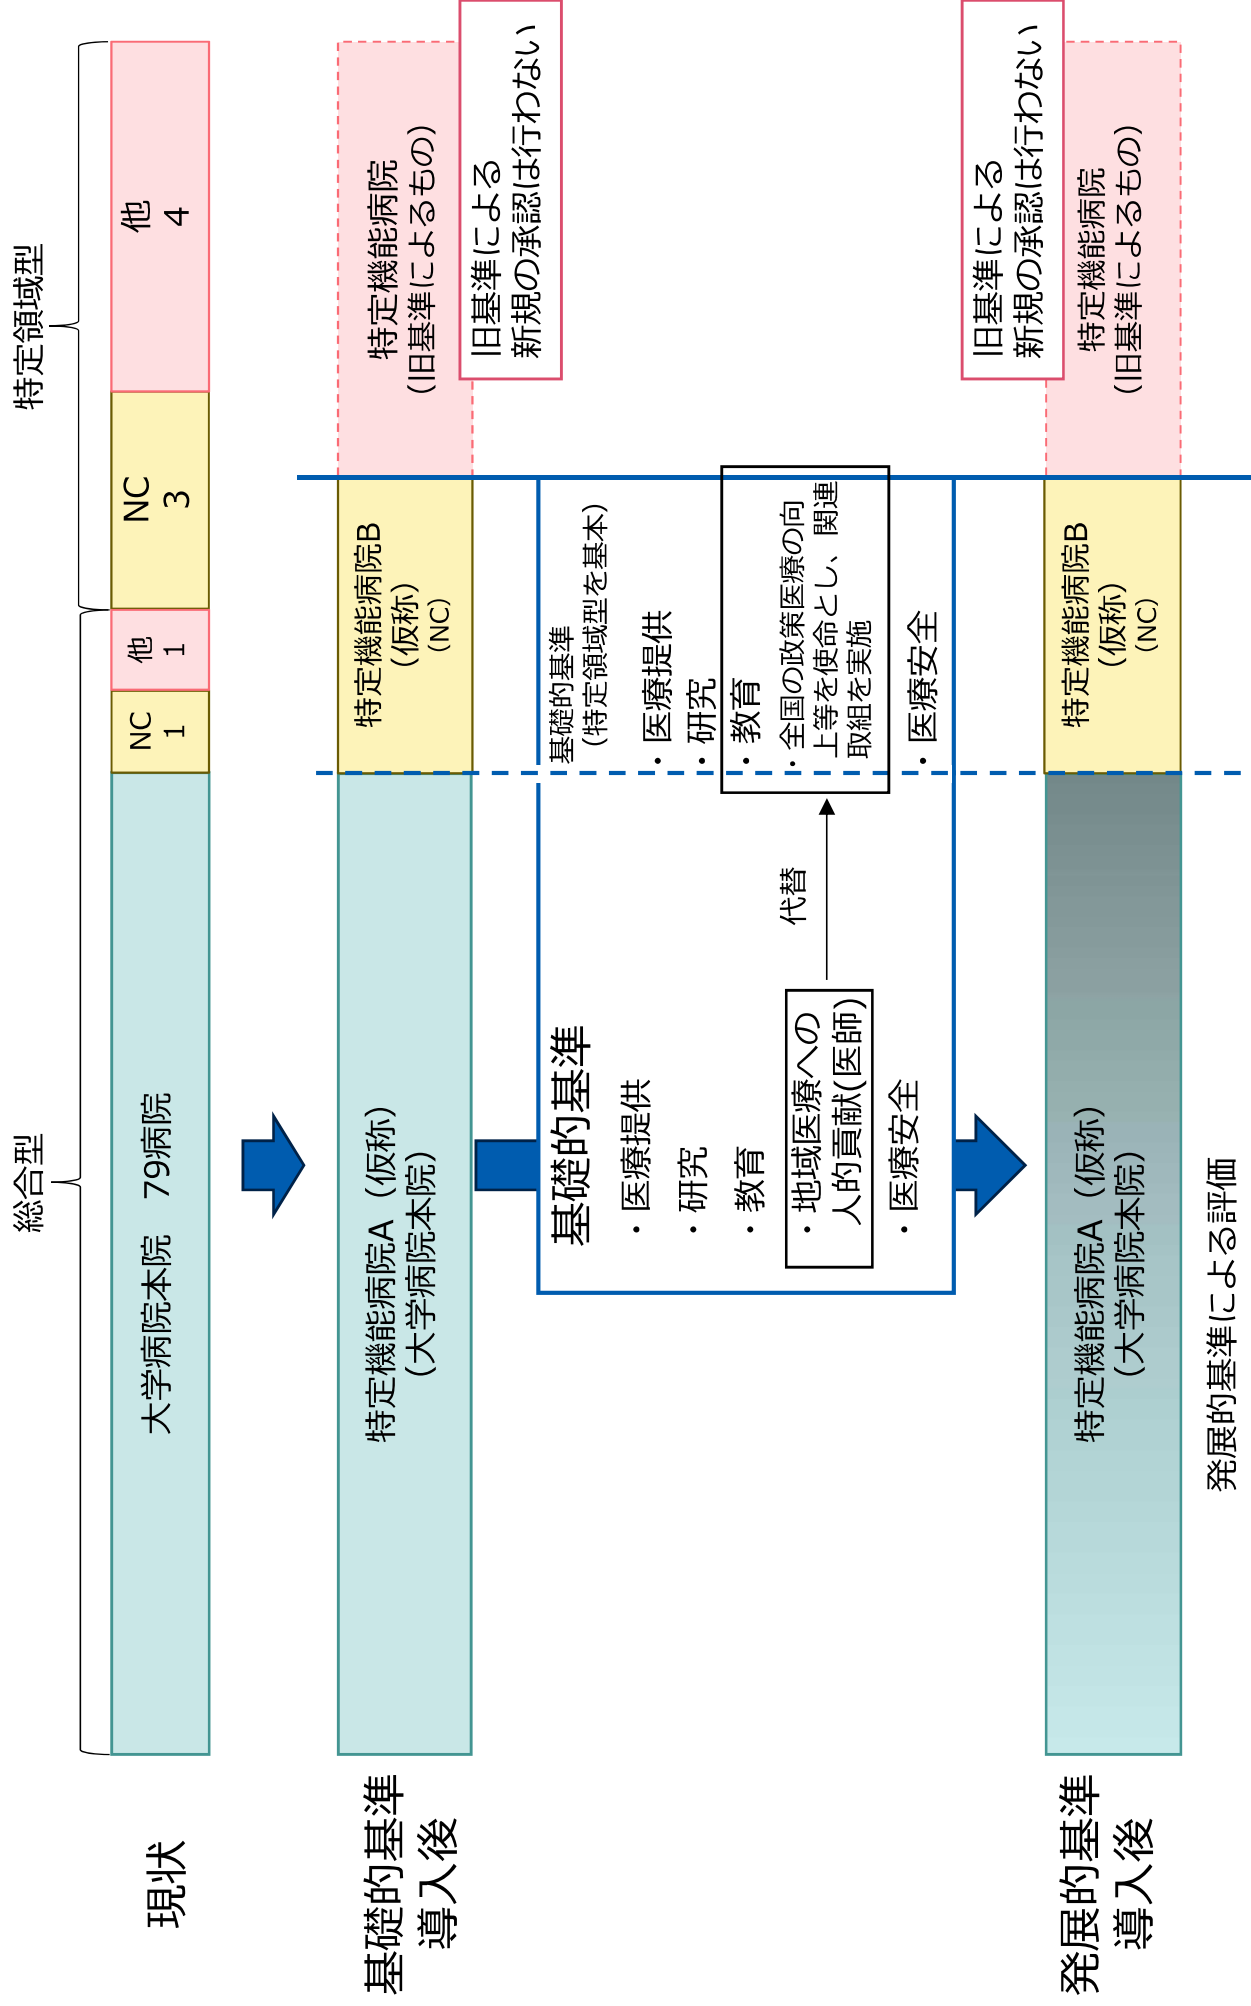 総合型
特定領域型
現状
大学病院本院 79病院
NC
1
他
1
NC
3
他
4
基礎的基準
導入後
特定機能病院A（仮称）
（大学病院本院）
特定機能病院B
（仮称）
（NC）
特定機能病院
（旧基準によるもの）
旧基準による
新規の承認は行わない
基礎的基準
・医療提供
・研究
・教育
・地域医療への
人的貢献(医師)
・医療安全
代替
基礎的基準
（特定領域型を基本）
・医療提供
・研究
・教育
・全国の政策医療の向
上等を使命とし、関連
取組を実施
・医療安全
旧基準による
新規の承認は行わない
発展的基準
導入後
特定機能病院A（仮称）
（大学病院本院）
特定機能病院B
（仮称）
（NC）
特定機能病院
（旧基準によるもの）
発展的基準による評価